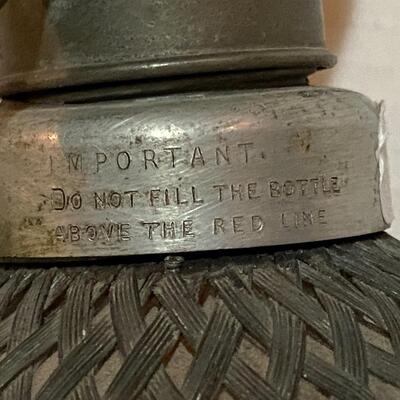 IMPORTANT.
DO NOT FILL THE BOTTLE
ABOVE THE RED LINE